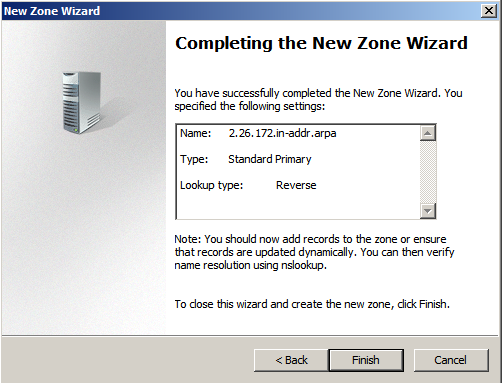 New Zone Wizard
Completing the New Zone Wizard
You have successfully completed the New Zone Wizard. You
specified the following settings:
Name: 2.26.172.in-addr.arpa
Type: Standard Primary
Lookup type: Reverse
Note: You should now add records to the zone or ensure
that records are updated dynamically. You can then verify
name resolution using nslookup.
To close this wizard and create the new zone, click Finish.
< Back Finish Cancel